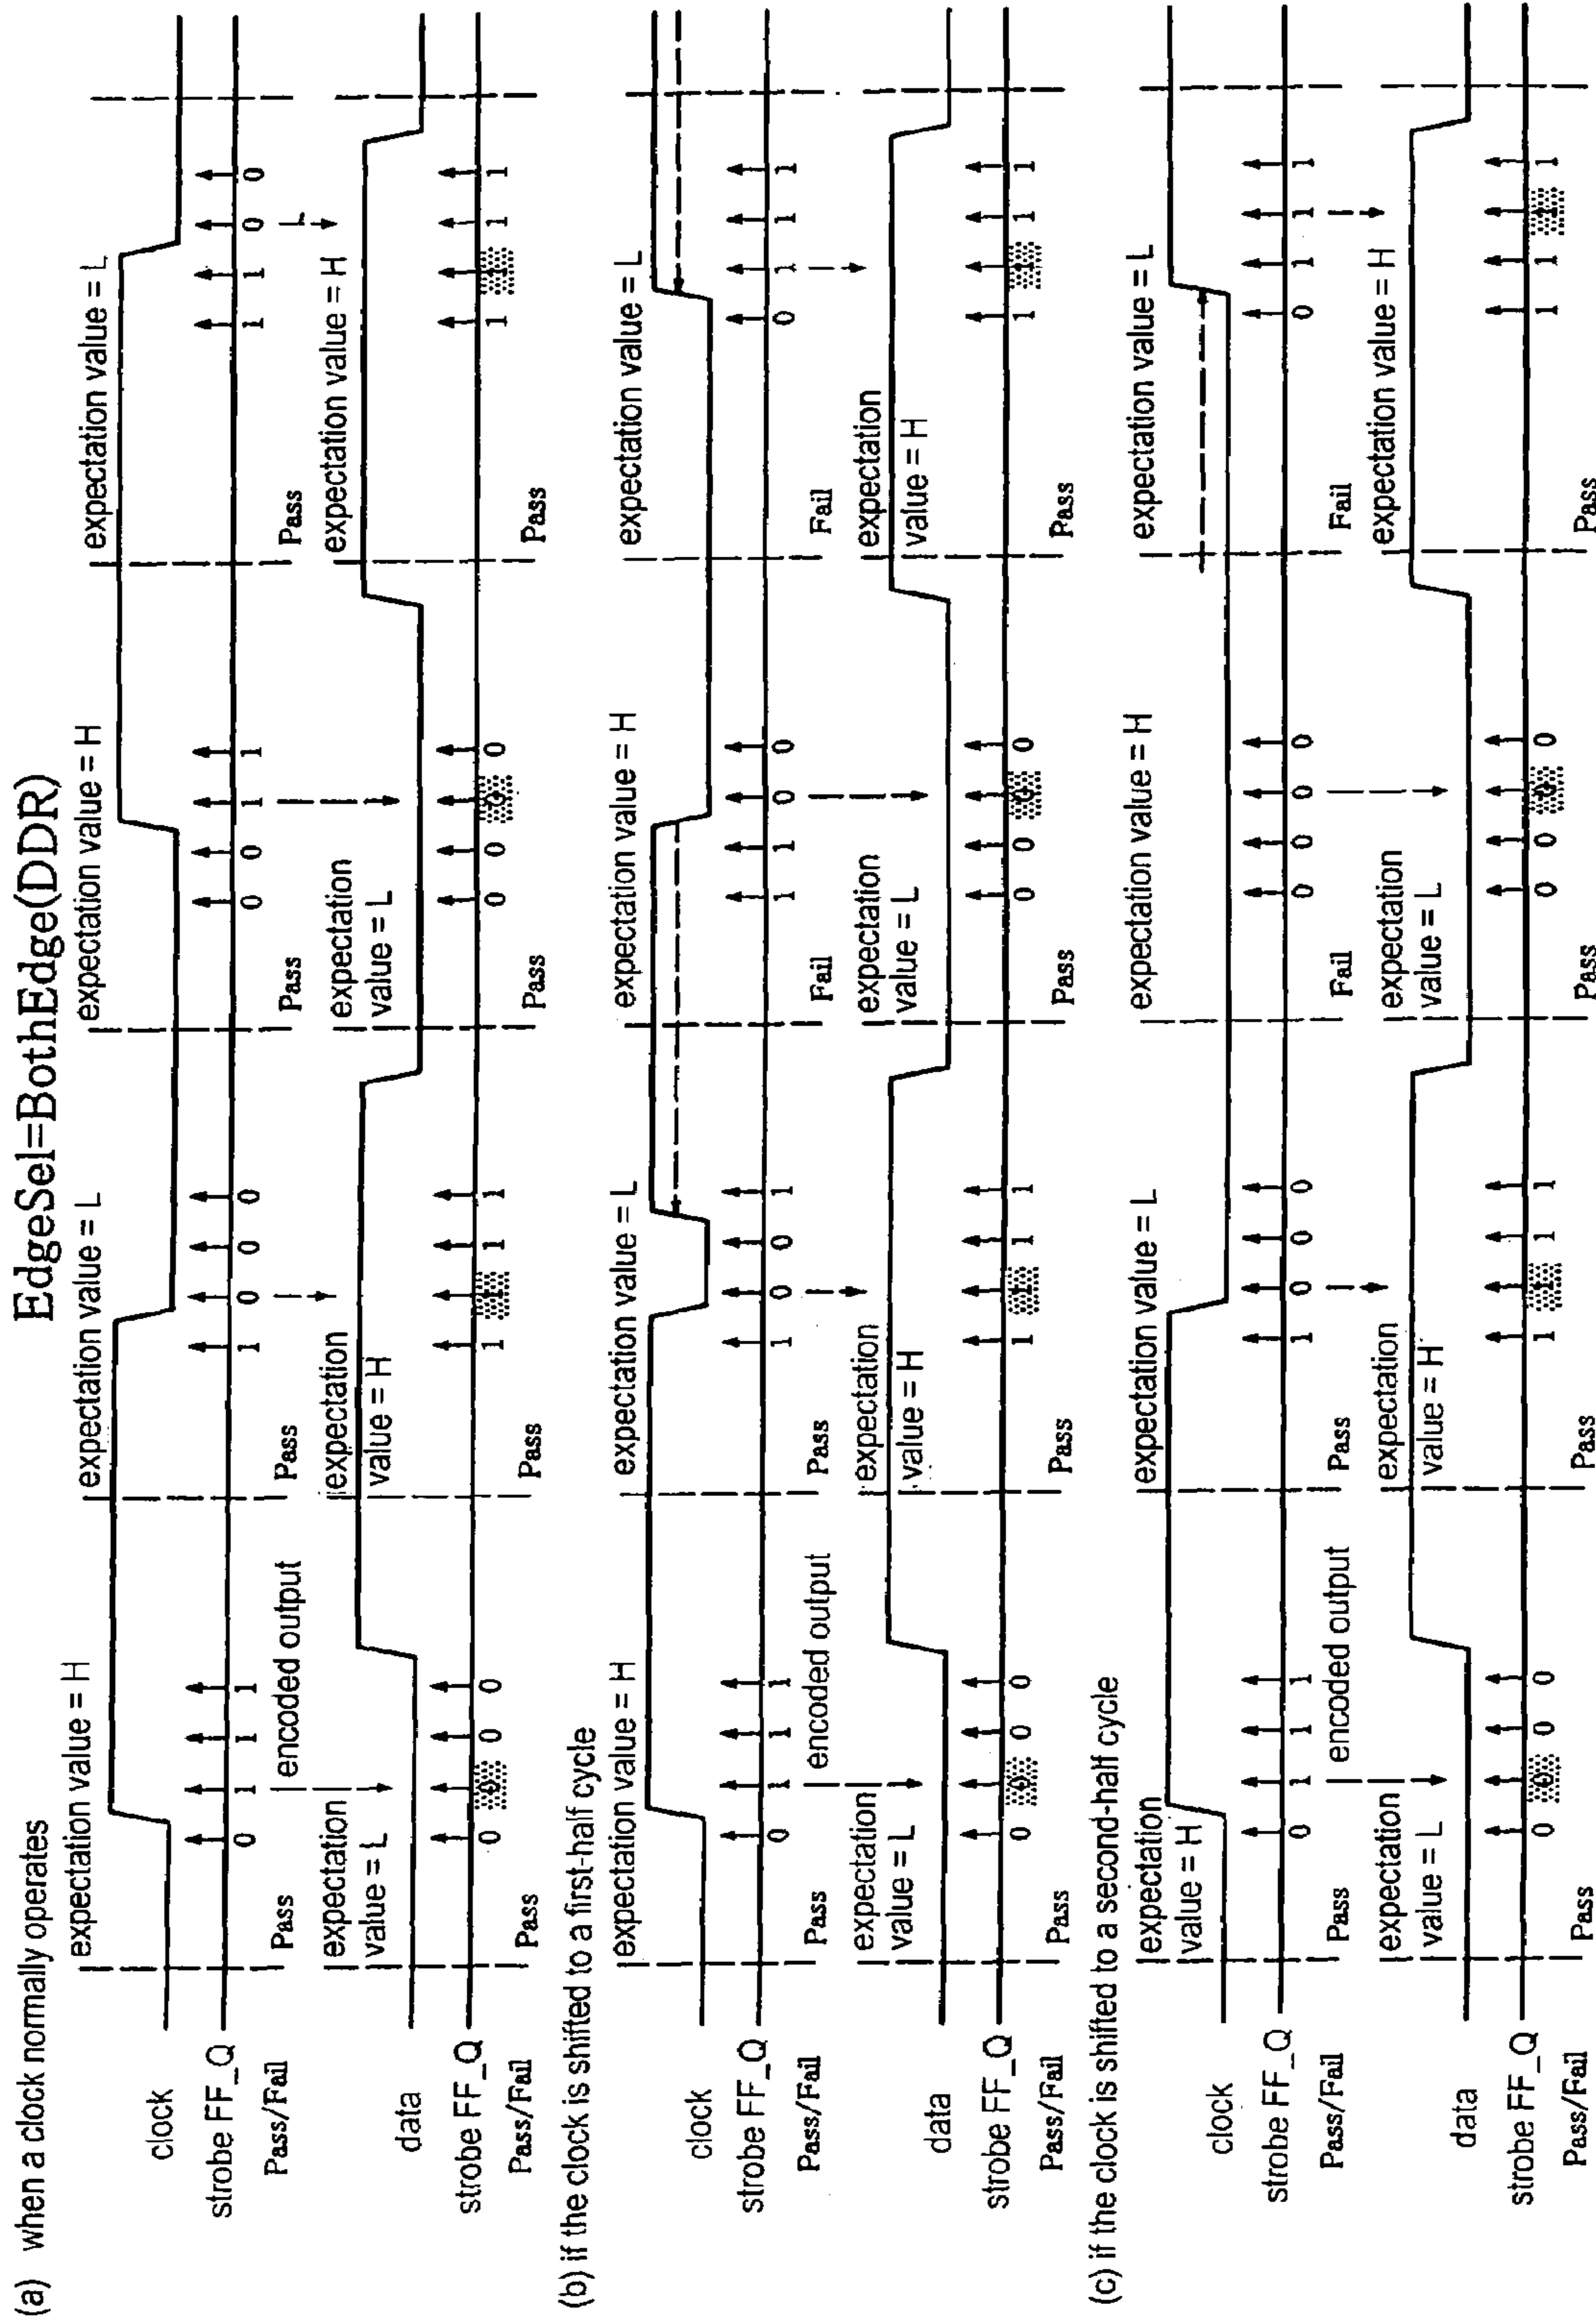 EdgeSel=BothEdge(DDR)
(a) when a clock normally operates
expectation value = H expectation value = L expectation value = H expectation value = L
clock
strobe FF_Q 0 1 1 1 1 0 0 0 0 0 1 1 1 1 0 0
Pass/Fail Pass encoded output Pass Pass Pass L
expectation value = L expectation value = H expectation value = L expectation value = H
data
strobe FF_Q 0 0 0 0 1 1 1 1 0 0 0 0 1 1 1 1
Pass/Fail Pass Pass Pass Pass
(b) if the clock is shifted to a first-half cycle
expectation value = H expectation value = L expectation value = H expectation value = L
clock
strobe FF_Q 0 1 1 1 1 0 0 1 1 1 0 0 0 1 1 1
Pass/Fail Pass encoded output Pass Fail Fail
expectation value = L expectation value = H expectation value = L expectation value = H
data
strobe FF_Q 0 0 0 0 1 1 1 1 0 0 0 0 1 1 1 1
Pass/Fail Pass Pass Pass Pass
(c) if the clock is shifted to a second-half cycle
expectation value = H expectation value = L expectation value = H expectation value = L
clock
strobe FF_Q 0 1 1 1 1 0 0 0 0 0 0 0 0 1 1 1
Pass/Fail Pass encoded output Pass Fail Fail
expectation value = L expectation value = H expectation value = L expectation value = H
data
strobe FF_Q 0 0 0 0 1 1 1 1 0 0 0 0 1 1 1 1
Pass/Fail Pass Pass Pass Pass